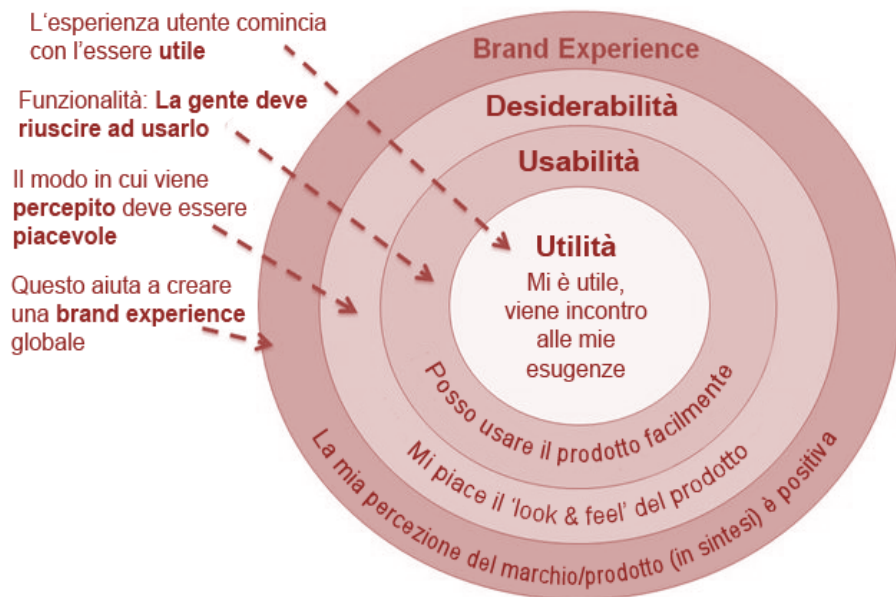 L'esperienza utente comincia
con l'essere utile
Funzionalità: La gente deve
riuscire ad usarlo
Il modo in cui viene
percepito deve essere
piacevole
Questo aiuta a creare
una brand experience
globale
Brand Experience
Desiderabilità
Usabilità
Utilità
Mi è utile,
viene incontro
alle mie
esugenze
Posso usare il prodotto facilmente
Mi piace il 'look & feel' del prodotto
La mia percezione del marchio/prodotto (in sintesi) è positiva